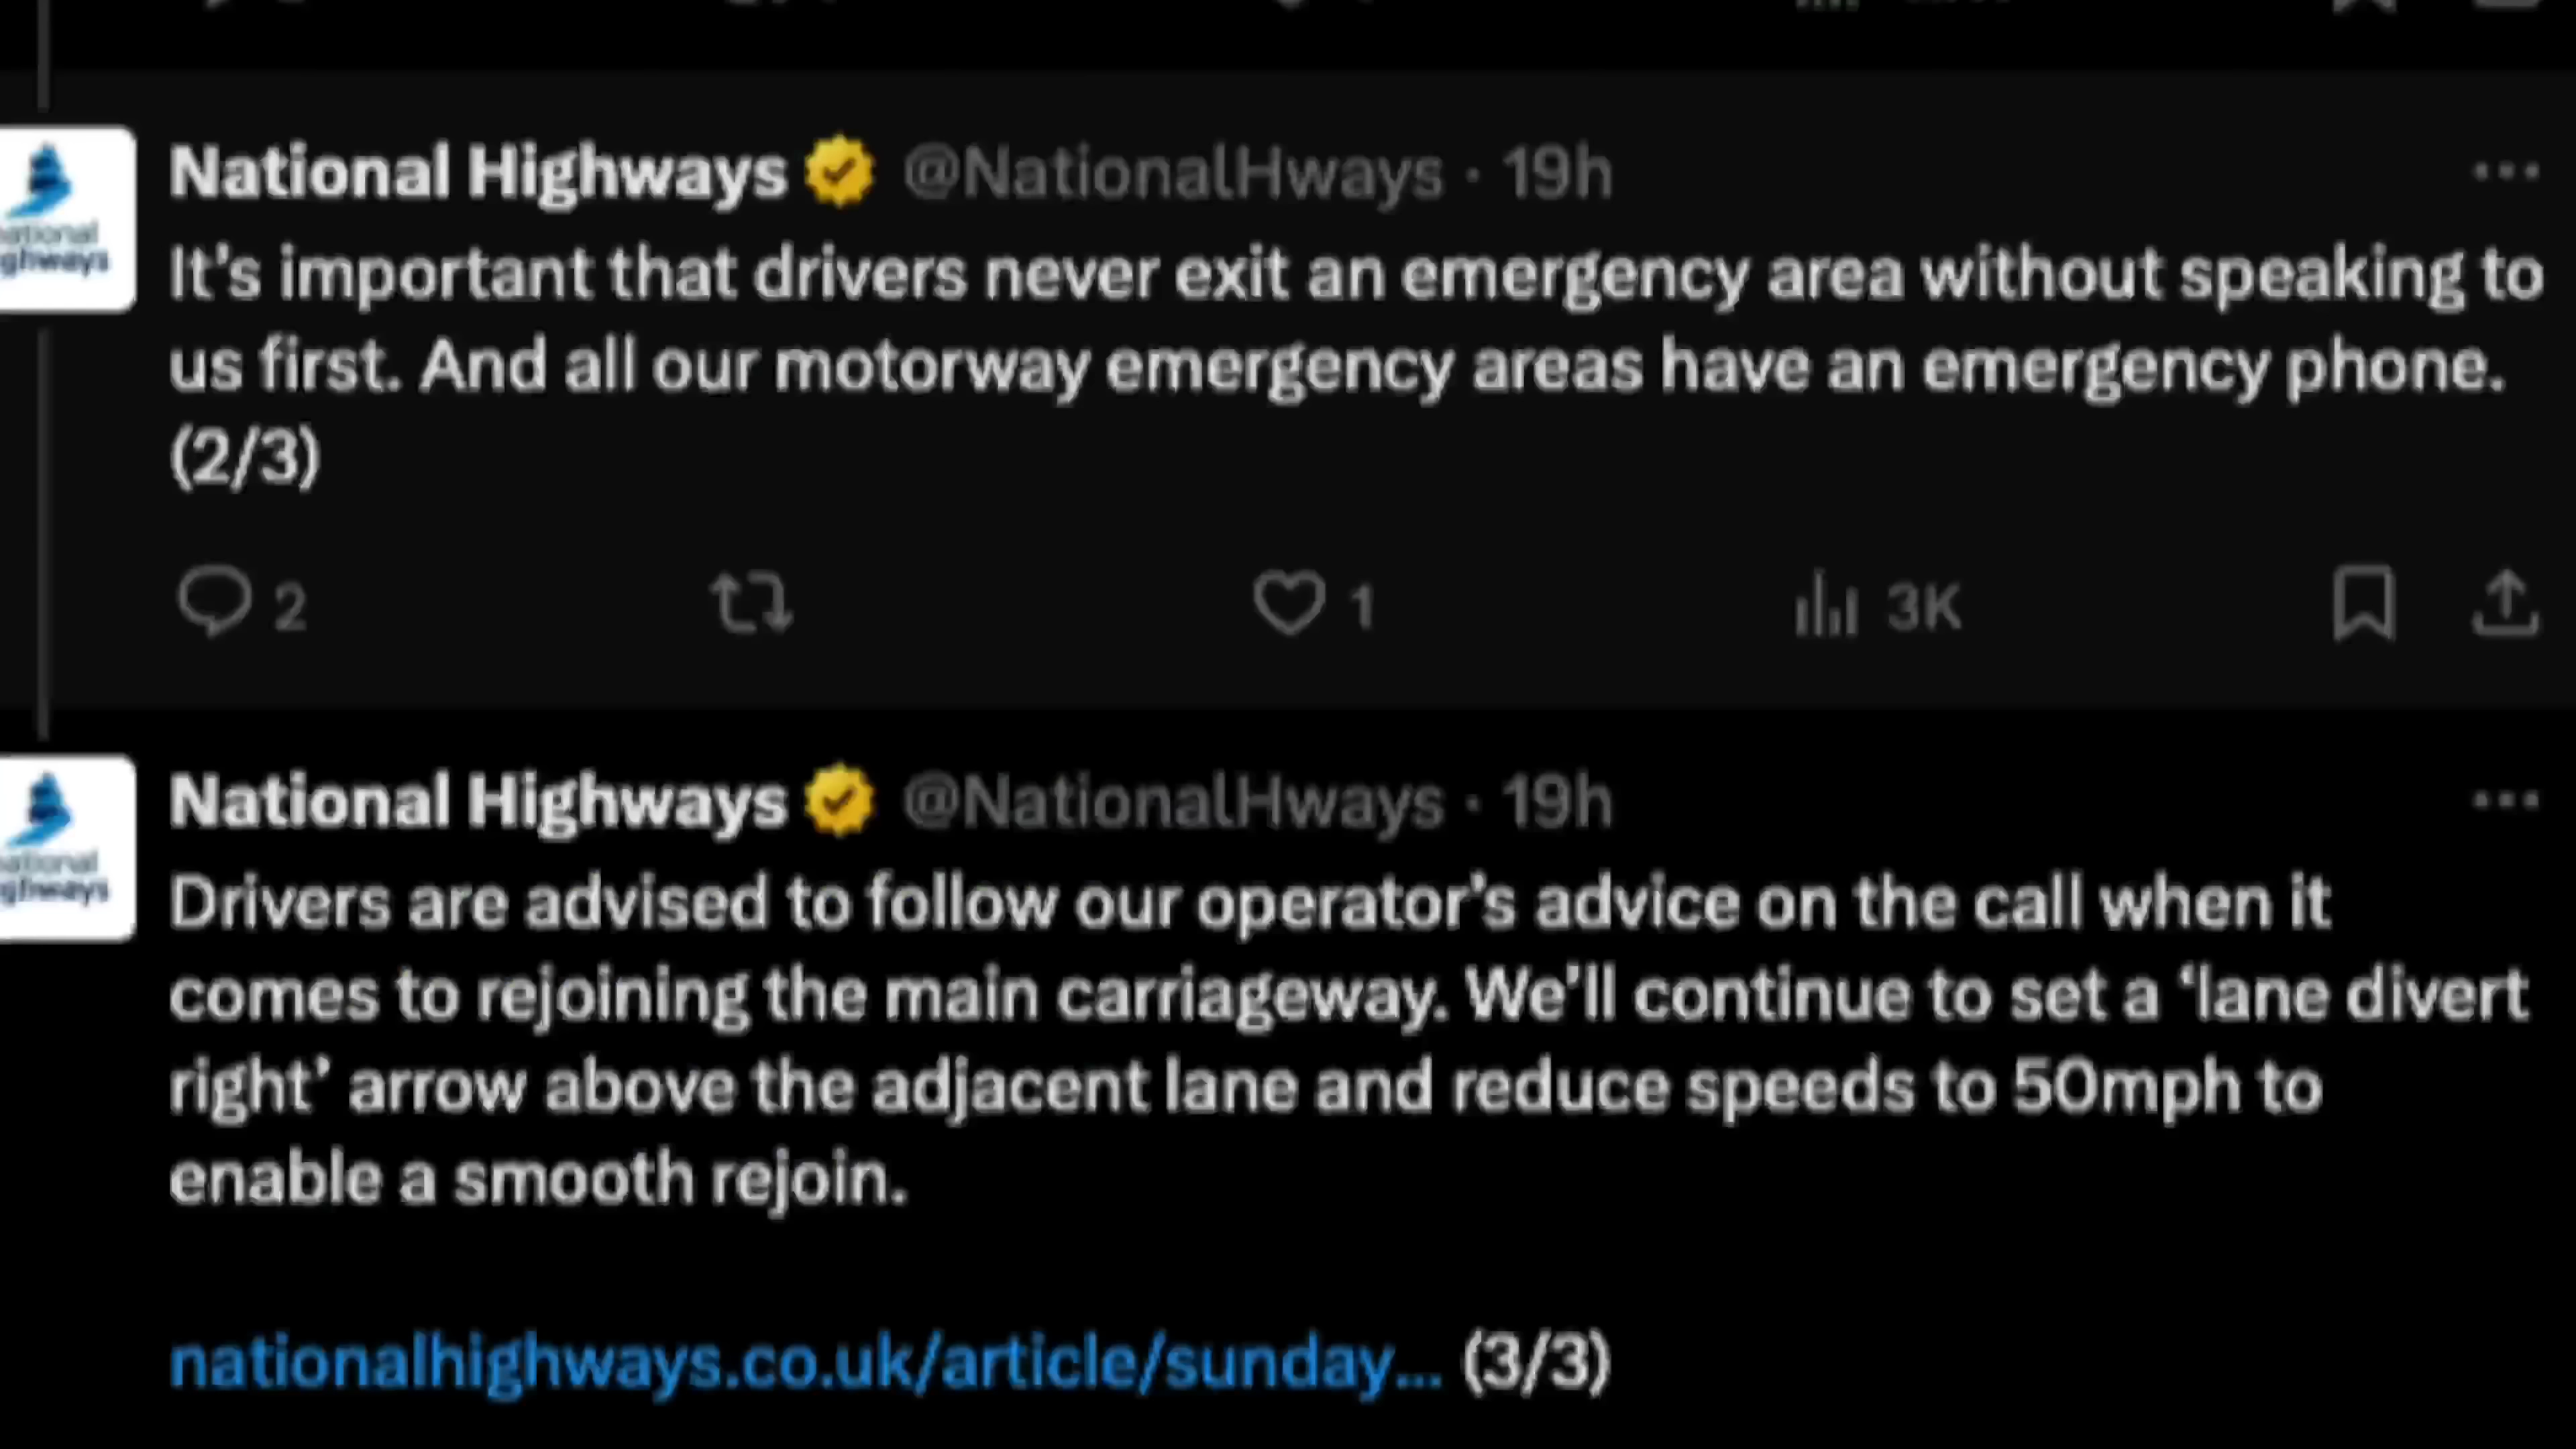 National Highways @NationalHways · 19h
It's important that drivers never exit an emergency area without speaking to
us first. And all our motorway emergency areas have an emergency phone.
(2/3)
2 1 3K
National Highways @NationalHways · 19h
Drivers are advised to follow our operator's advice on the call when it
comes to rejoining the main carriageway. We'll continue to set a ‘lane divert
right’ arrow above the adjacent lane and reduce speeds to 50mph to
enable a smooth rejoin.
nationalhighways.co.uk/article/sunday... (3/3)